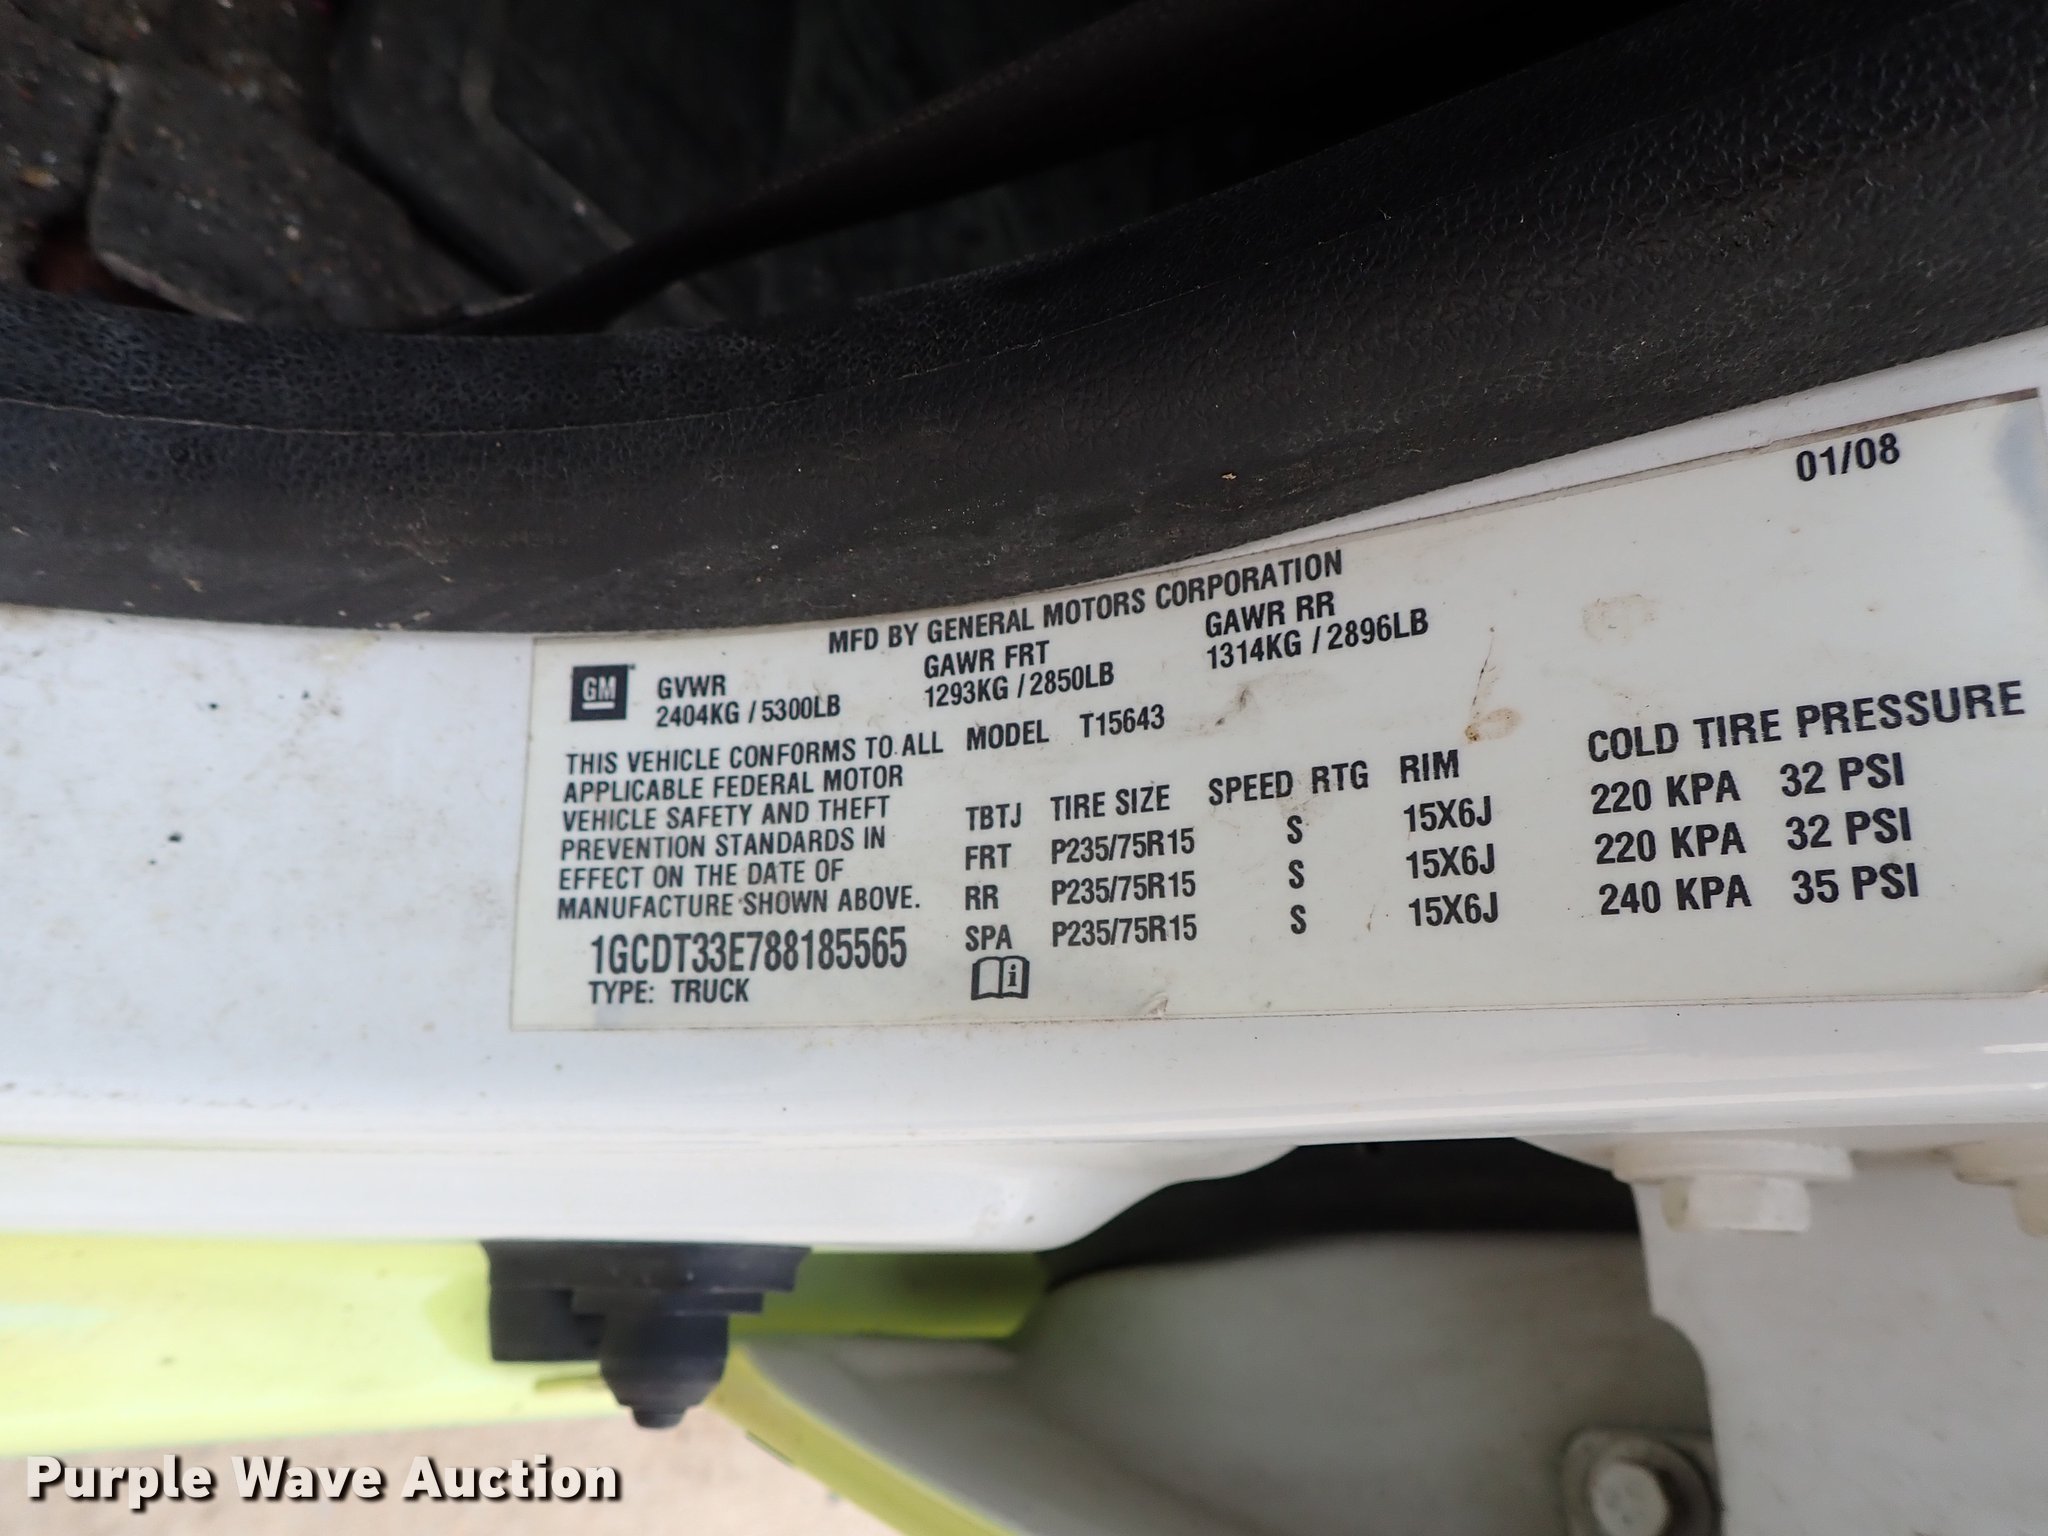 01/08
MFD BY GENERAL MOTORS CORPORATION
GM
GVWR GAWR FRT GAWR RR
2404KG / 5300LB 1293KG / 2850LB 1314KG / 2896LB
THIS VEHICLE CONFORMS TO ALL
APPLICABLE FEDERAL MOTOR
VEHICLE SAFETY AND THEFT
PREVENTION STANDARDS IN
EFFECT ON THE DATE OF
MANUFACTURE SHOWN ABOVE.
1GCDT33E788185565
TYPE: TRUCK
MODEL T15643
TBTJ TIRE SIZE SPEED RTG RIM COLD TIRE PRESSURE
FRT P235/75R15 S 15X6J 220 KPA 32 PSI
RR P235/75R15 S 15X6J 220 KPA 32 PSI
SPA P235/75R15 S 15X6J 240 KPA 35 PSI
i
Purple Wave Auction